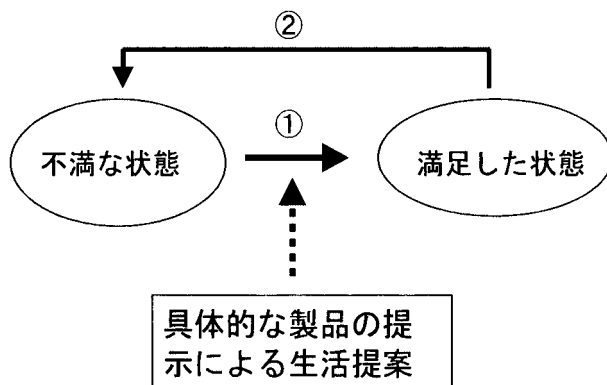 ②
①
不満な状態
満足した状態
具体的な製品の提
示による生活提案